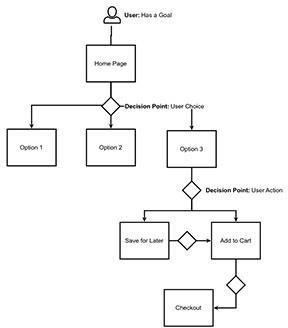 User: Has a Goal
Home Page
Decision Point: User Choice
Option 1
Option 2
Option 3
Decision Point: User Action
Save for Later
Add to Cart
Checkout